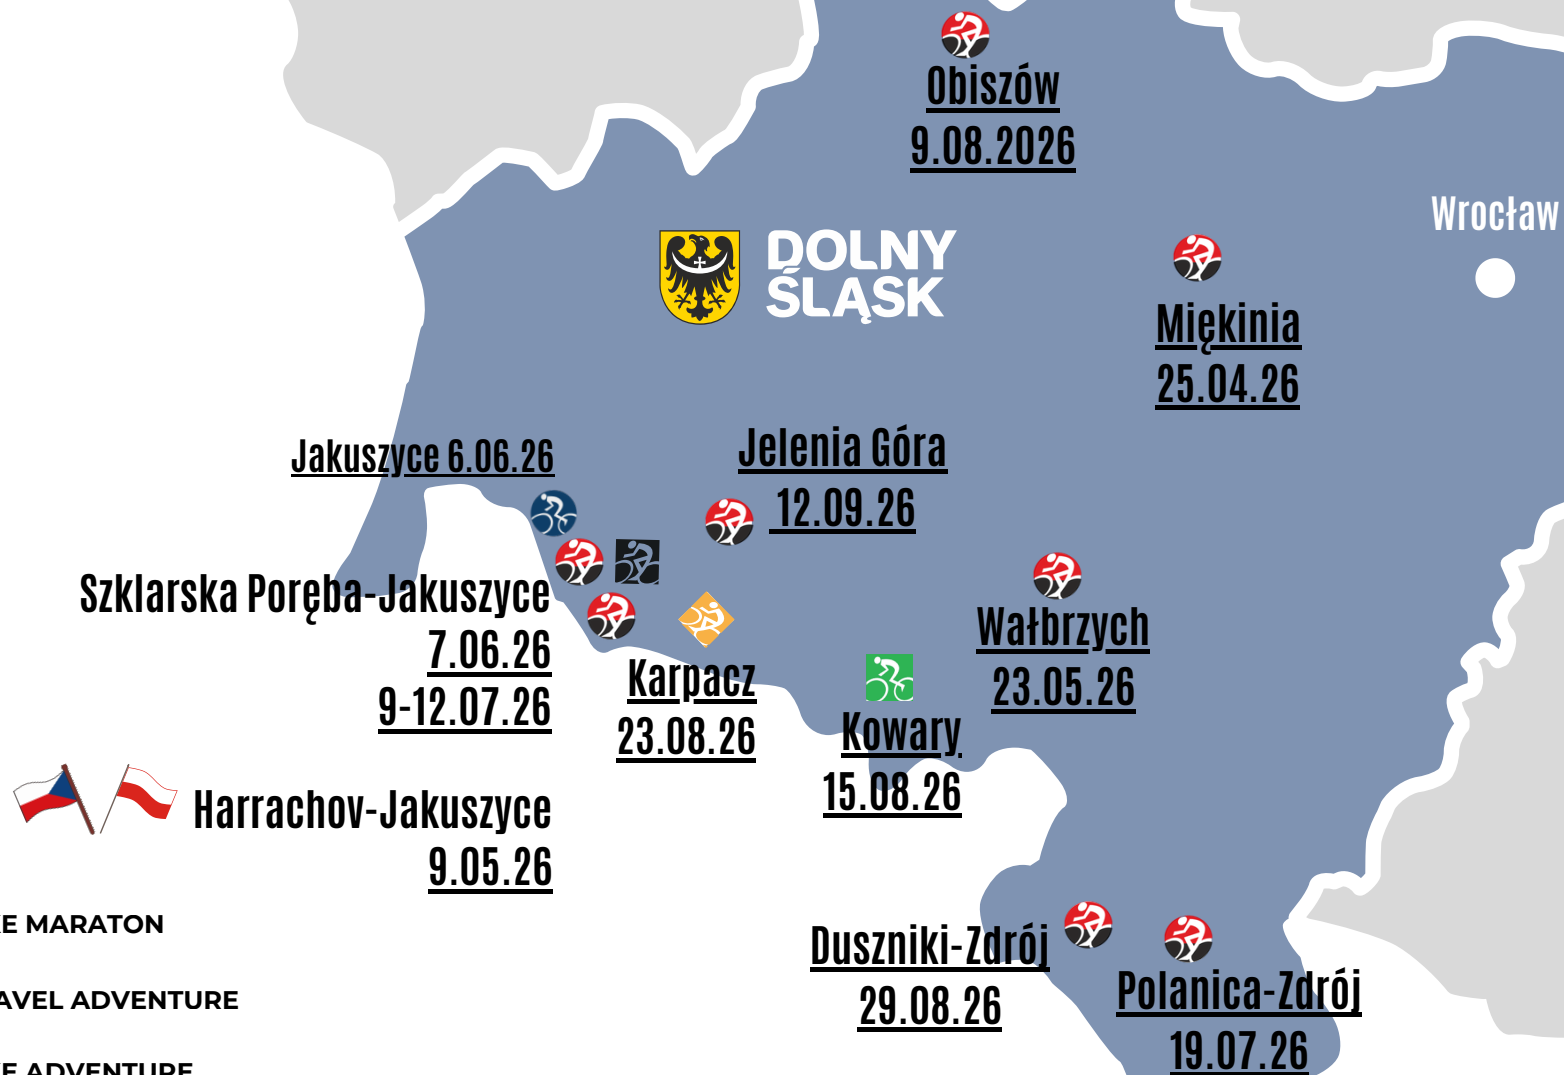 Obiszów
9.08.2026
Wrocław
DOLNY
ŚLĄSK
Miękinia
25.04.26
Jakuszyce 6.06.26
Jelenia Góra
12.09.26
Szklarska Poręba-Jakuszyce
7.06.26
9-12.07.26
Karpacz
23.08.26
Wałbrzych
23.05.26
Kowary
15.08.26
Harrachov-Jakuszyce
9.05.26
MARATON
ADVENTURE
ADVENTURE
Duszniki-Zdrój
29.08.26
Polanica-Zdrój
19.07.26